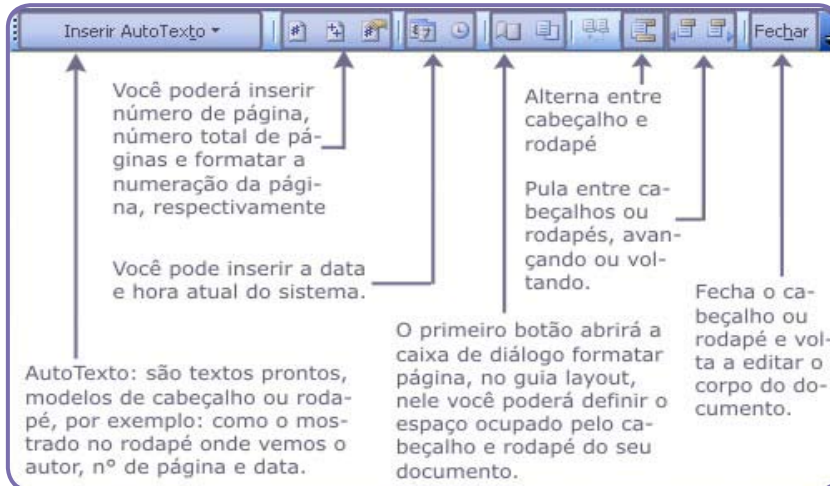 Inserir AutoTexto
Fechar
Você poderá inserir
número de página,
número total de pá-
ginas e formatar a
numeração da pági-
na, respectivamente
Alterna entre
cabeçalho e
rodapé
Pula entre ca-
beçalhos ou
rodapés, avan-
çando ou vol-
tando.
Você pode inserir a data
e hora atual do sistema.
Fecha o ca-
beçalho ou
rodapé e vol-
ta a editar o
corpo do do-
cumento.
O primeiro botão abrirá a
caixa de diálogo formatar
página, no guia layout,
nele você poderá definir o
espaço ocupado pelo ca-
beçalho e rodapé do seu
documento.
AutoTexto: são textos prontos,
modelos de cabeçalho ou roda-
pé, por exemplo: como o mos-
trado no rodapé onde vemos o
autor, nº de página e data.